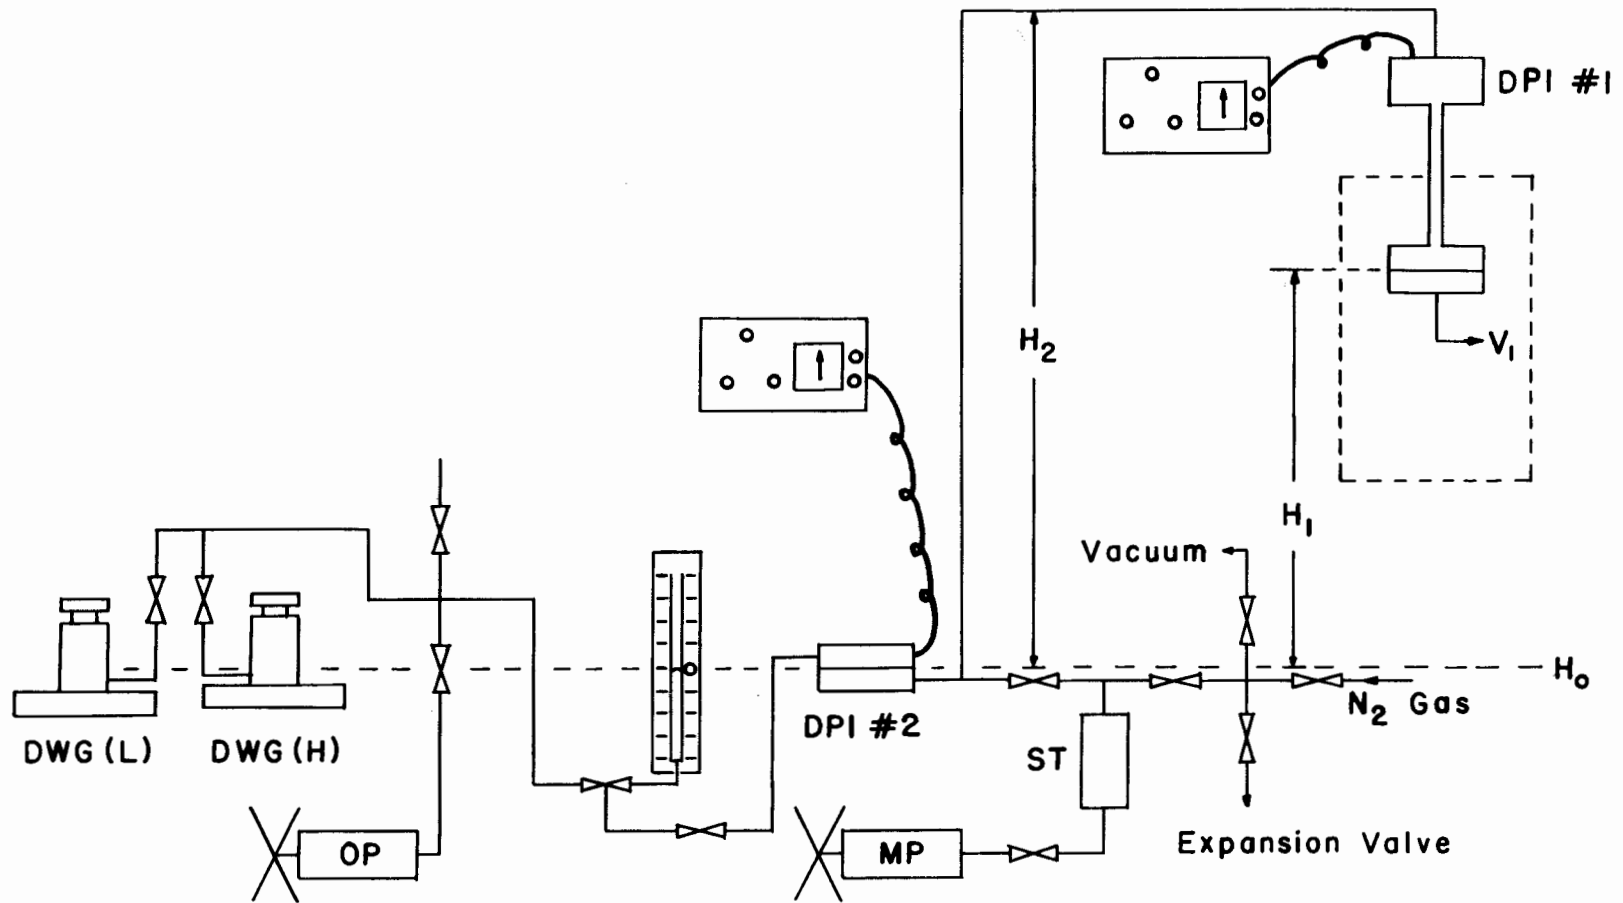 DPI #1
H₂
V₁
H₁
Vacuum
H₀
N₂ Gas
DWG (L)
DWG (H)
DPI #2
ST
OP
MP
Expansion Valve